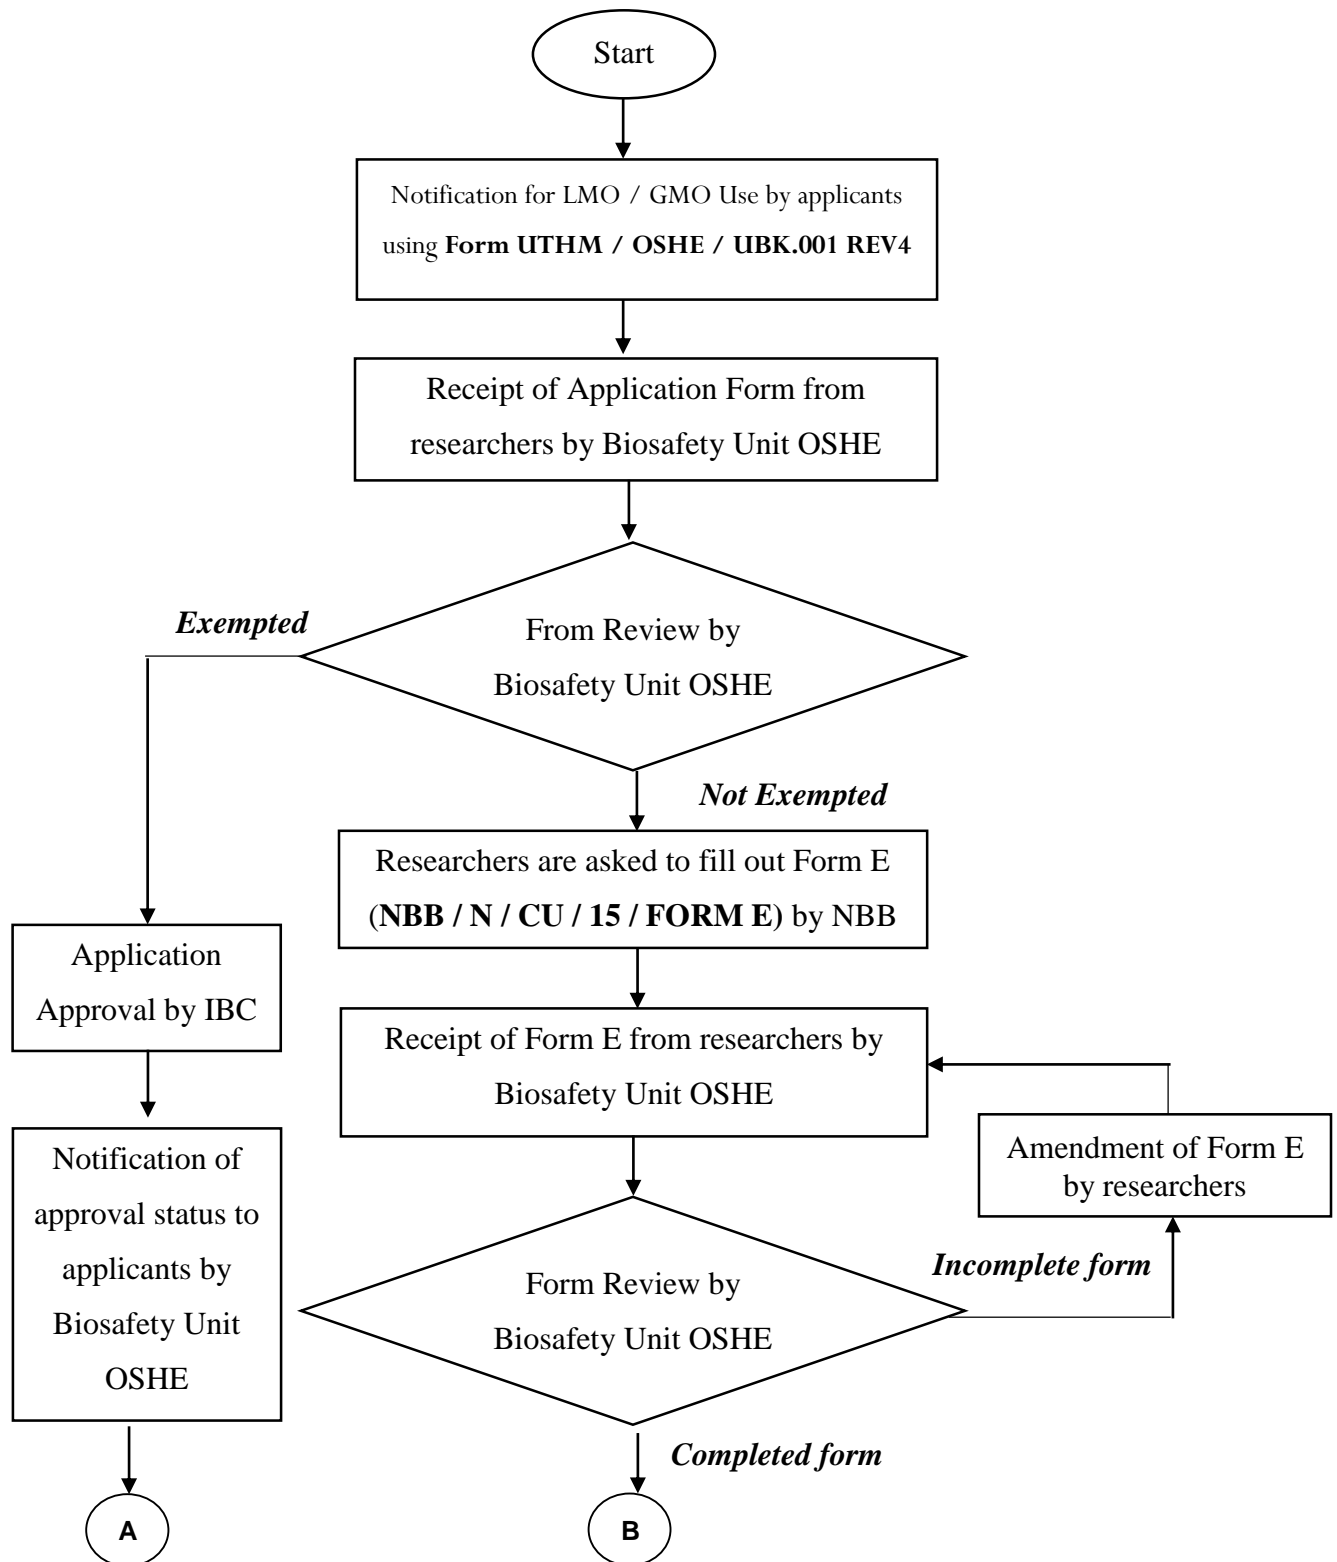 Start
Notification for LMO / GMO Use by applicants
using Form UTHM / OSHE / UBK.001 REV4
Receipt of Application Form from
researchers by Biosafety Unit OSHE
Exempted
From Review by
Biosafety Unit OSHE
Not Exempted
Researchers are asked to fill out Form E
(NBB / N / CU / 15 / FORM E) by NBB
Application
Approval by IBC
Receipt of Form E from researchers by
Biosafety Unit OSHE
Amendment of Form E
by researchers
Notification of
approval status to
applicants by
Biosafety Unit
OSHE
Incomplete form
Form Review by
Biosafety Unit OSHE
Completed form
A
B